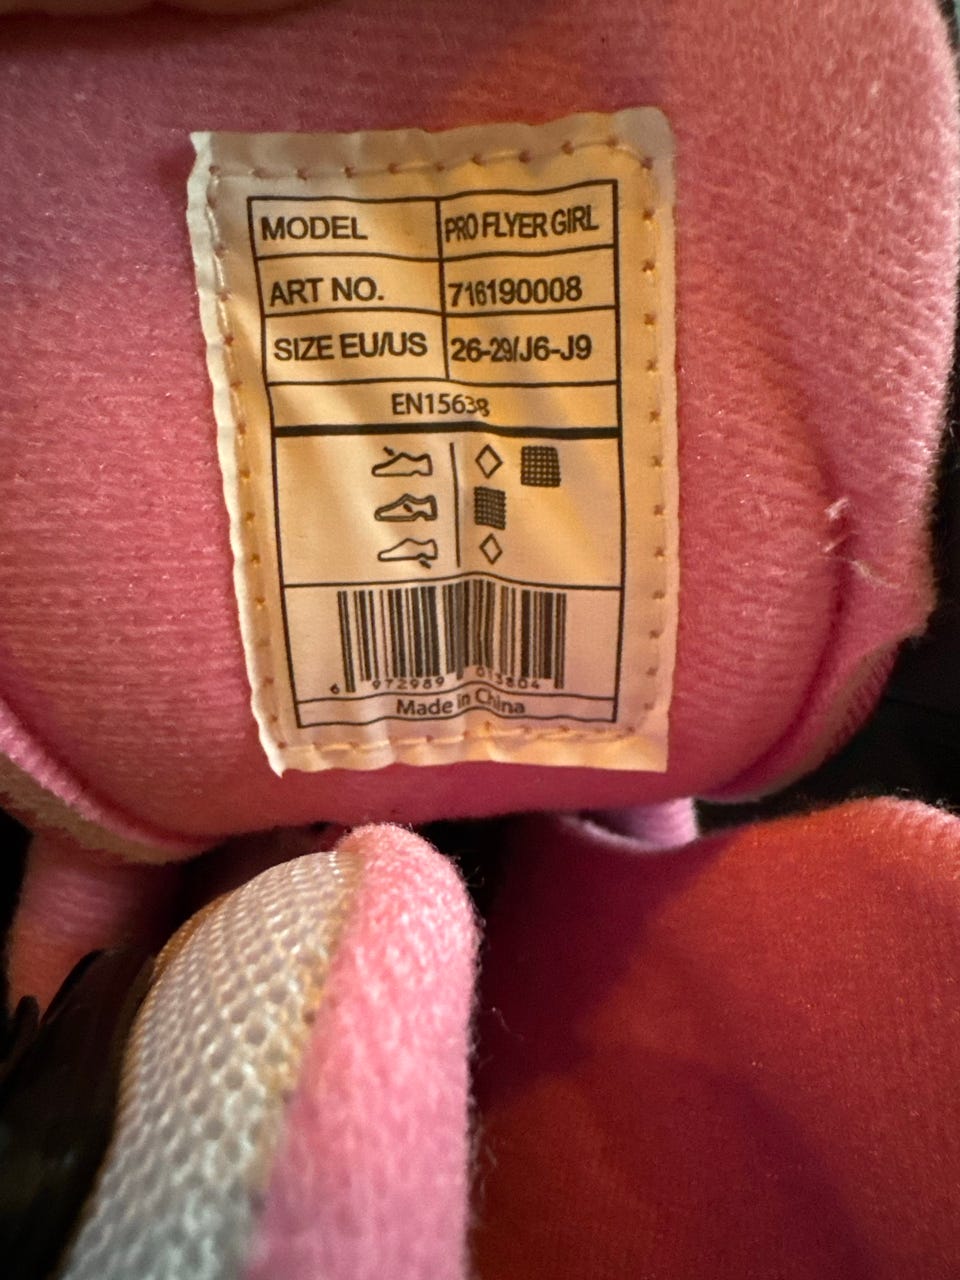 MODEL PRO FLYER GIRL
ART NO. 716190008
SIZE EU/US 26-29/J6-J9
EN15638
6 972989 013804
Made in China